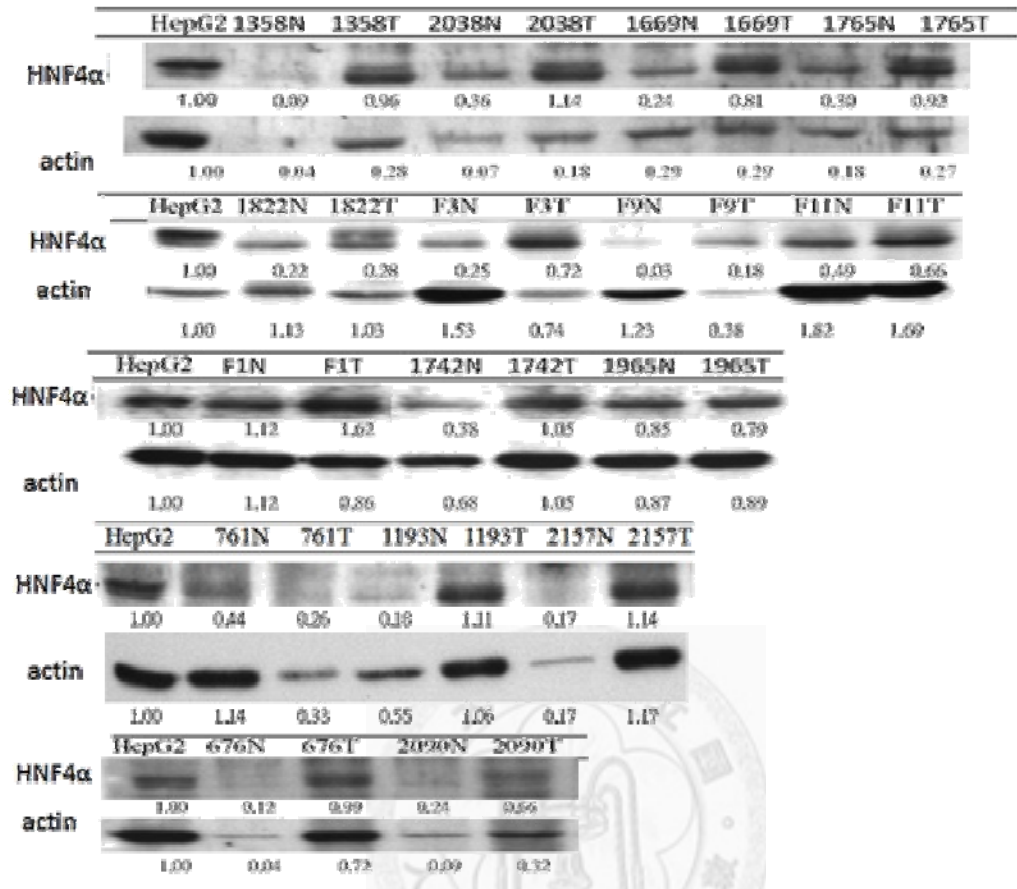 HepG2 1358N 1358T 2038N 2038T 1669N 1669T 1765N 1765T
HNF4α
1.00 0.09 0.96 0.36 1.14 0.24 0.81 0.30 0.92
actin
1.00 0.04 0.28 0.07 0.18 0.29 0.29 0.18 0.27
HepG2 1822N 1822T F3N F3T F9N F9T F11N F11T
HNF4α
1.00 0.22 0.28 0.25 0.72 0.03 0.18 0.49 0.66
actin
1.00 1.13 1.03 1.53 0.74 1.23 0.38 1.82 1.69
HepG2 F1N F1T 1742N 1742T 1965N 1965T
HNF4α
1.00 1.12 1.62 0.38 1.05 0.85 0.79
actin
1.00 1.12 0.86 0.68 1.05 0.87 0.89
HepG2 761N 761T 1193N 1193T 2157N 2157T
HNF4α
1.00 0.44 0.26 0.18 1.11 0.17 1.14
actin
1.00 1.14 0.33 0.55 1.06 0.17 1.17
HepG2 676N 676T 2090N 2090T
HNF4α
1.00 0.12 0.99 0.24 0.66
actin
1.00 0.04 0.72 0.09 0.32